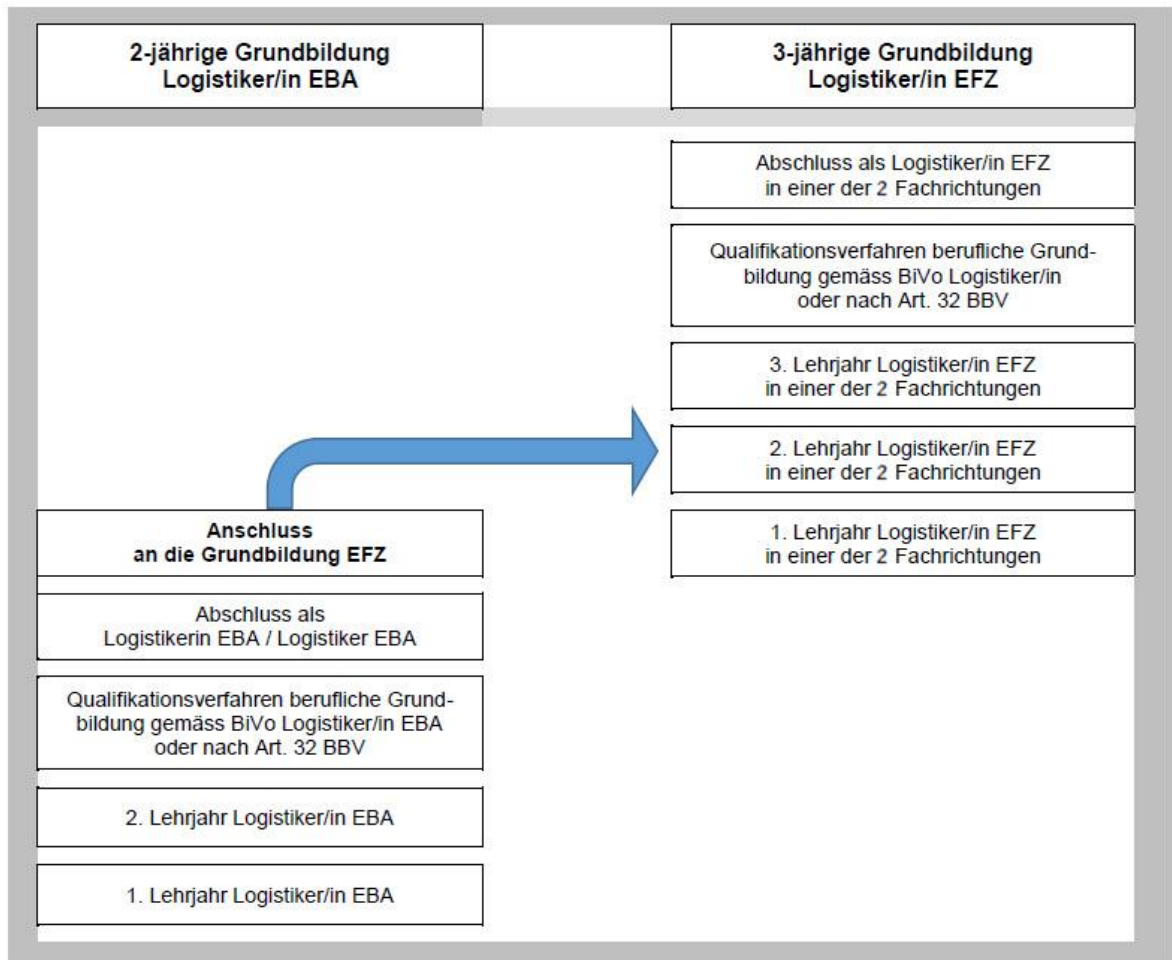 2-jährige Grundbildung
Logistiker/in EBA
3-jährige Grundbildung
Logistiker/in EFZ
Abschluss als Logistiker/in EFZ
in einer der 2 Fachrichtungen
Qualifikationsverfahren berufliche Grund-
bildung gemäss BiVo Logistiker/in
oder nach Art. 32 BBV
3. Lehrjahr Logistiker/in EFZ
in einer der 2 Fachrichtungen
2. Lehrjahr Logistiker/in EFZ
in einer der 2 Fachrichtungen
1. Lehrjahr Logistiker/in EFZ
in einer der 2 Fachrichtungen
Anschluss
an die Grundbildung EFZ
Abschluss als
Logistikerin EBA / Logistiker EBA
Qualifikationsverfahren berufliche Grund-
bildung gemäss BiVo Logistiker/in EBA
oder nach Art. 32 BBV
2. Lehrjahr Logistiker/in EBA
1. Lehrjahr Logistiker/in EBA